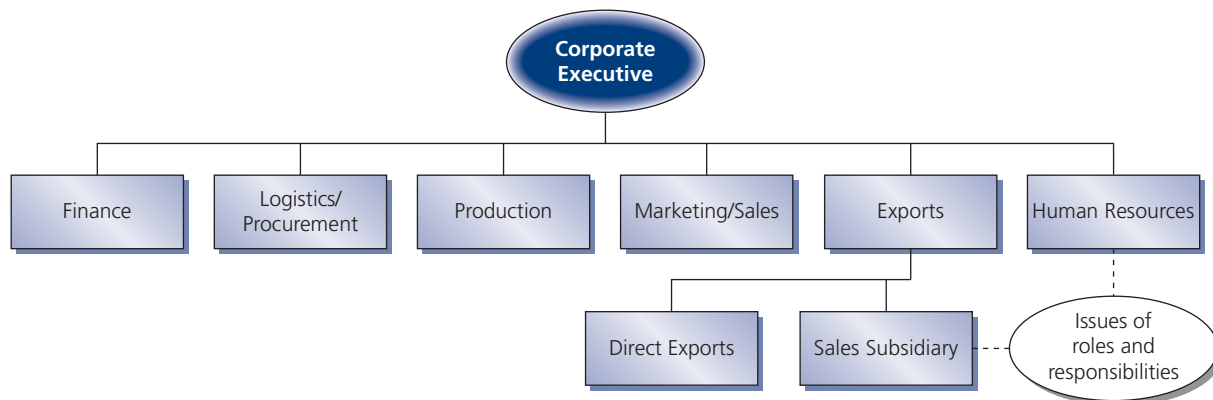 Corporate
Executive
Finance
Logistics/
Procurement
Production
Marketing/Sales
Exports
Human Resources
Direct Exports
Sales Subsidiary
Issues of
roles and
responsibilities